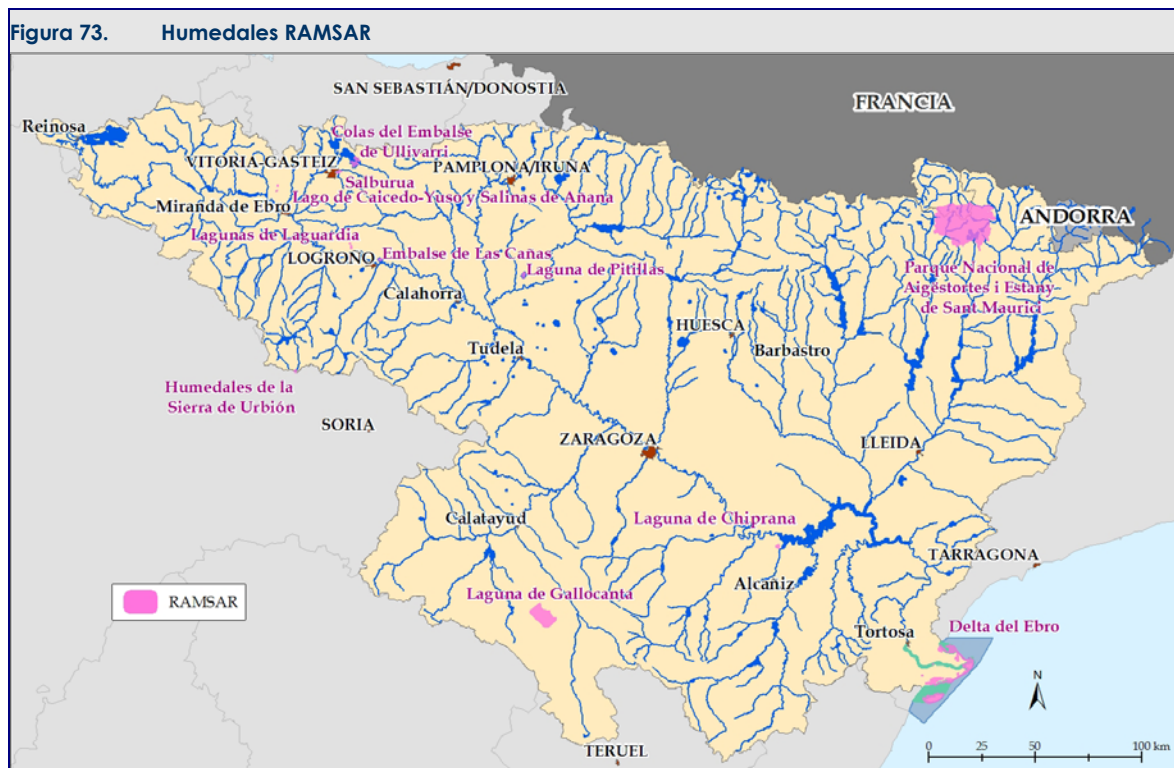 Figura 73. Humedales RAMSAR
SAN SEBASTIÁN/DONOSTIA
FRANCIA
Reinosa
Colas del Embalse
de Ullivarri
VITORIA-GASTEIZ
PAMPLONA/IRUNA
Salburua
Lago de Caicedo-Yuso y Salinas de Añana
Miranda de Ebro
ANDORRA
Lagunas de Laguardia
LOGROÑO
Embalse de Las Cañas
Laguna de Pitillas
Parque Nacional de
Aigestortes i Estany
de Sant Maurici
Calahorra
HUESCA
Tudela
Barbastro
Humedales de la
Sierra de Urbión
SORIA
ZARAGOZA
LLEIDA
Calatayud
Laguna de Chiprana
TARRAGONA
Alcañiz
Laguna de Gallocanta
RAMSAR
Delta del Ebro
Tortosa
N
TERUEL
0 25 50 100 km